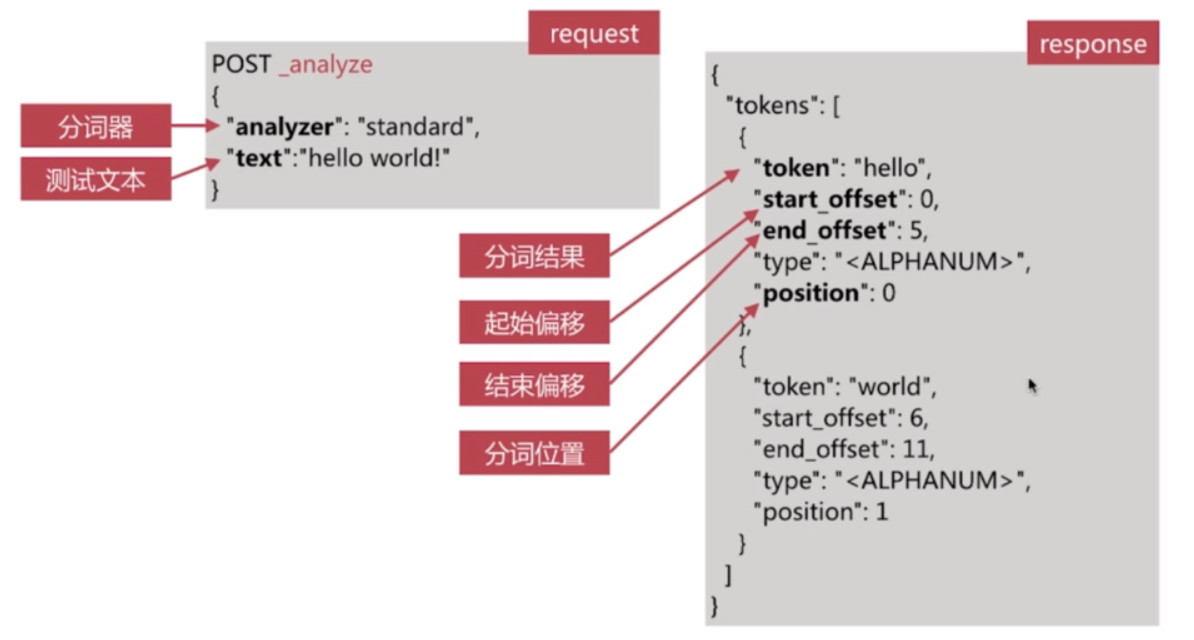 request
POST _analyze
{
"analyzer": "standard",
"text":"hello world!"
}
分词器
测试文本
response
{
"tokens": [
{
"token": "hello",
"start_offset": 0,
"end_offset": 5,
"type": "<ALPHANUM>",
"position": 0
},
{
"token": "world",
"start_offset": 6,
"end_offset": 11,
"type": "<ALPHANUM>",
"position": 1
}
]
}
分词结果
起始偏移
结束偏移
分词位置